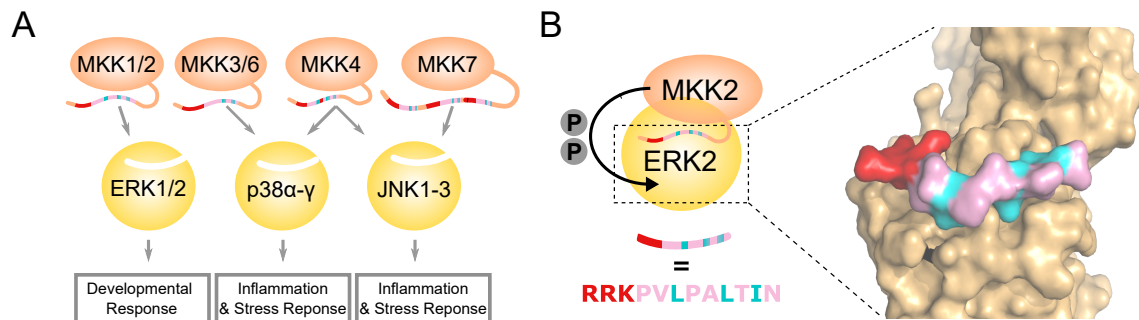 A
MKK1/2 MKK3/6 MKK4 MKK7
ERK1/2 p38α-γ JNK1-3
Developmental
Response
Inflammation
& Stress Reponse
Inflammation
& Stress Reponse
B
MKK2
P
P
ERK2
=
RRKPVLPALTIN